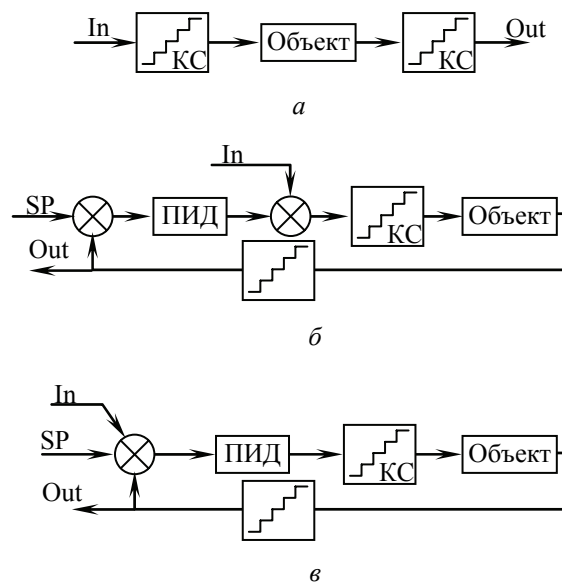 In КС Объект КС Out
а
In
SP ПИД КС Объект
Out
б
In
SP ПИД КС Объект
Out
в